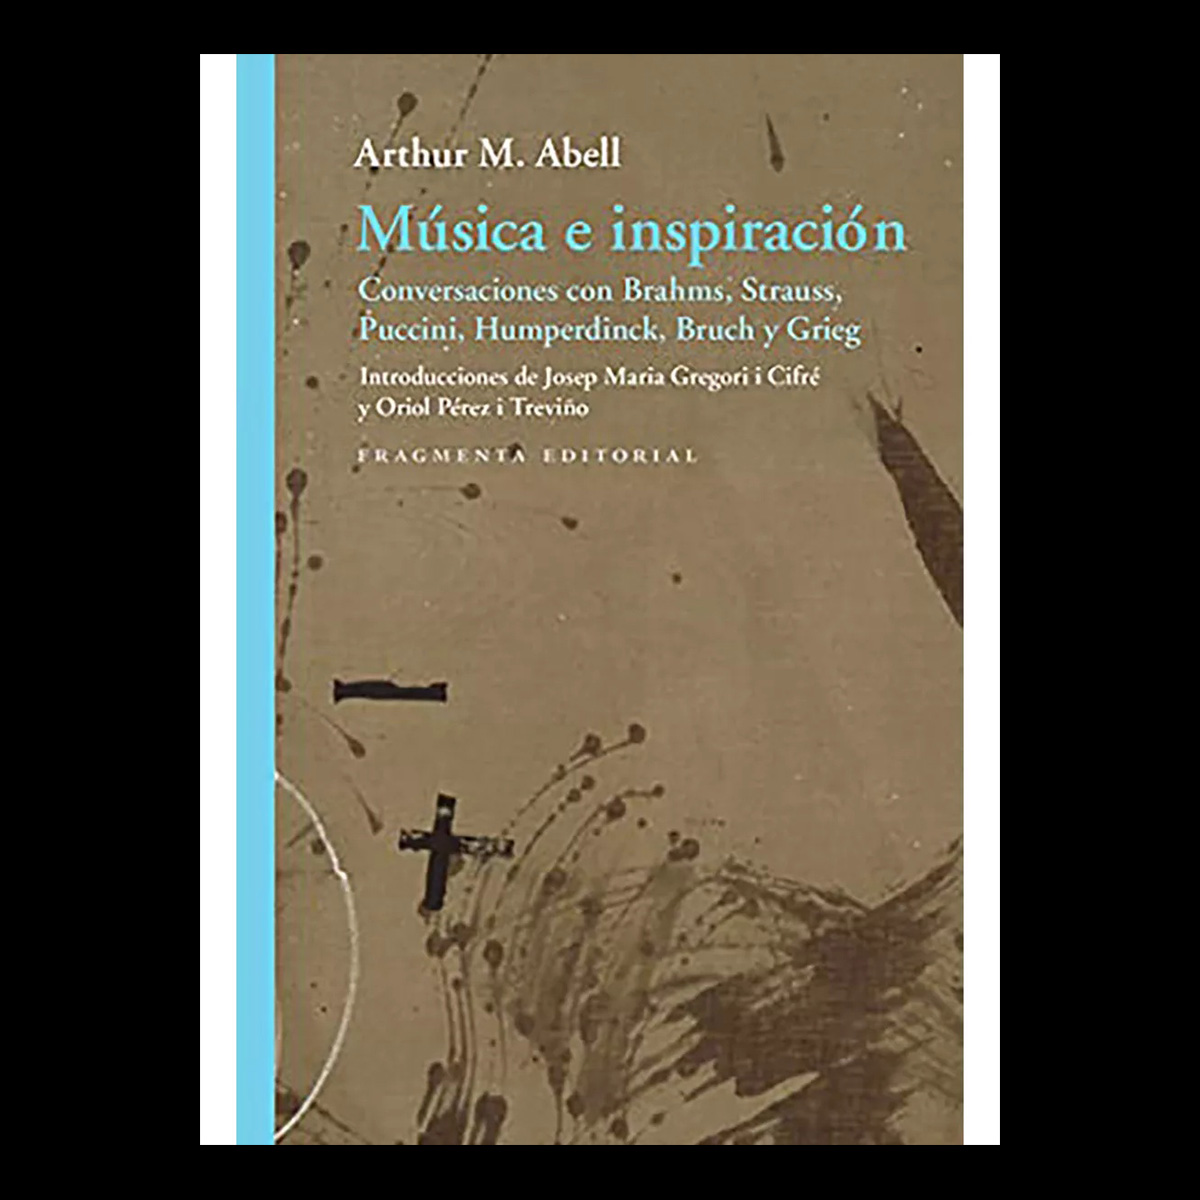 Arthur M. Abell
Música e inspiración
Conversaciones con Brahms, Strauss,
Puccini, Humperdinck, Bruch y Grieg
Introducciones de Josep Maria Gregori i Cifré
y Oriol Pérez i Treviño
FRAGMENTA EDITORIAL